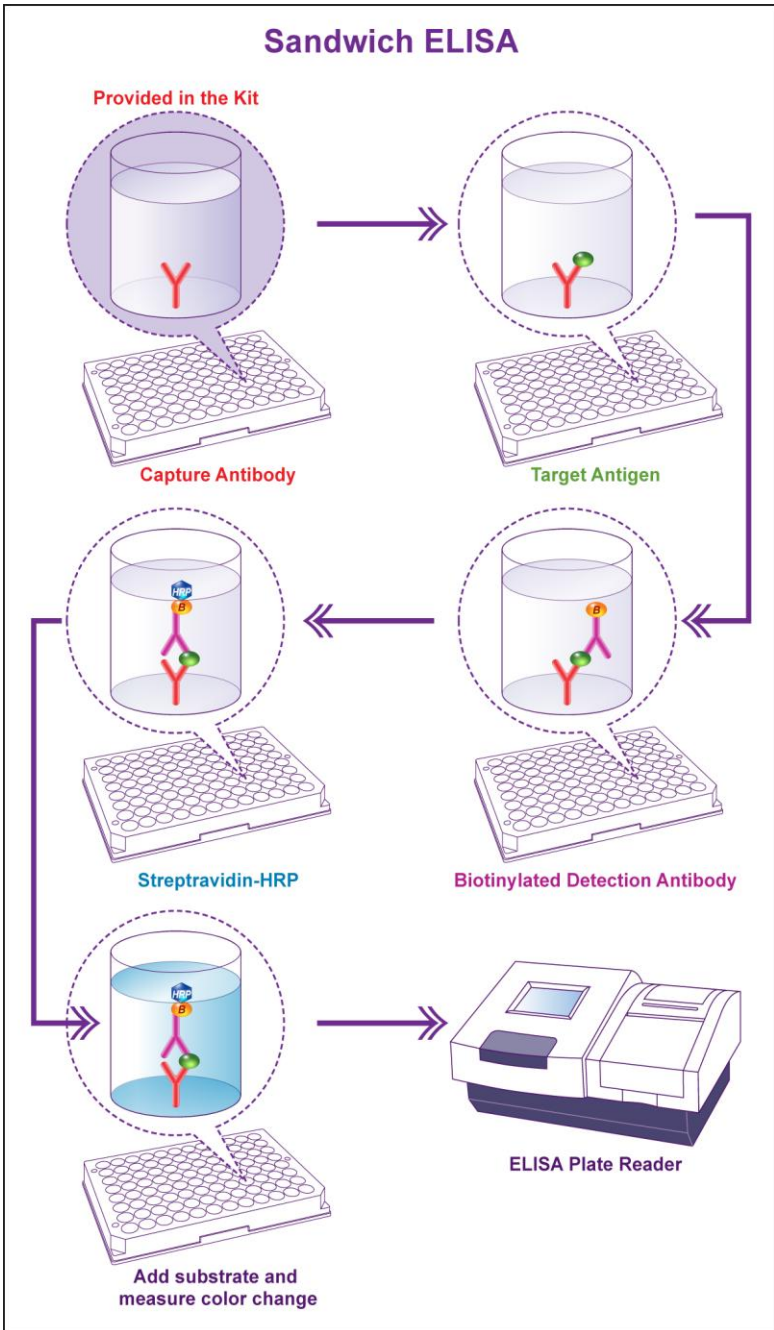 Sandwich ELISA
Provided in the Kit
Capture Antibody
Target Antigen
B
HRP
B
Biotinylated Detection Antibody
Streptravidin-HRP
HRP
B
ELISA Plate Reader
Add substrate and
measure color change